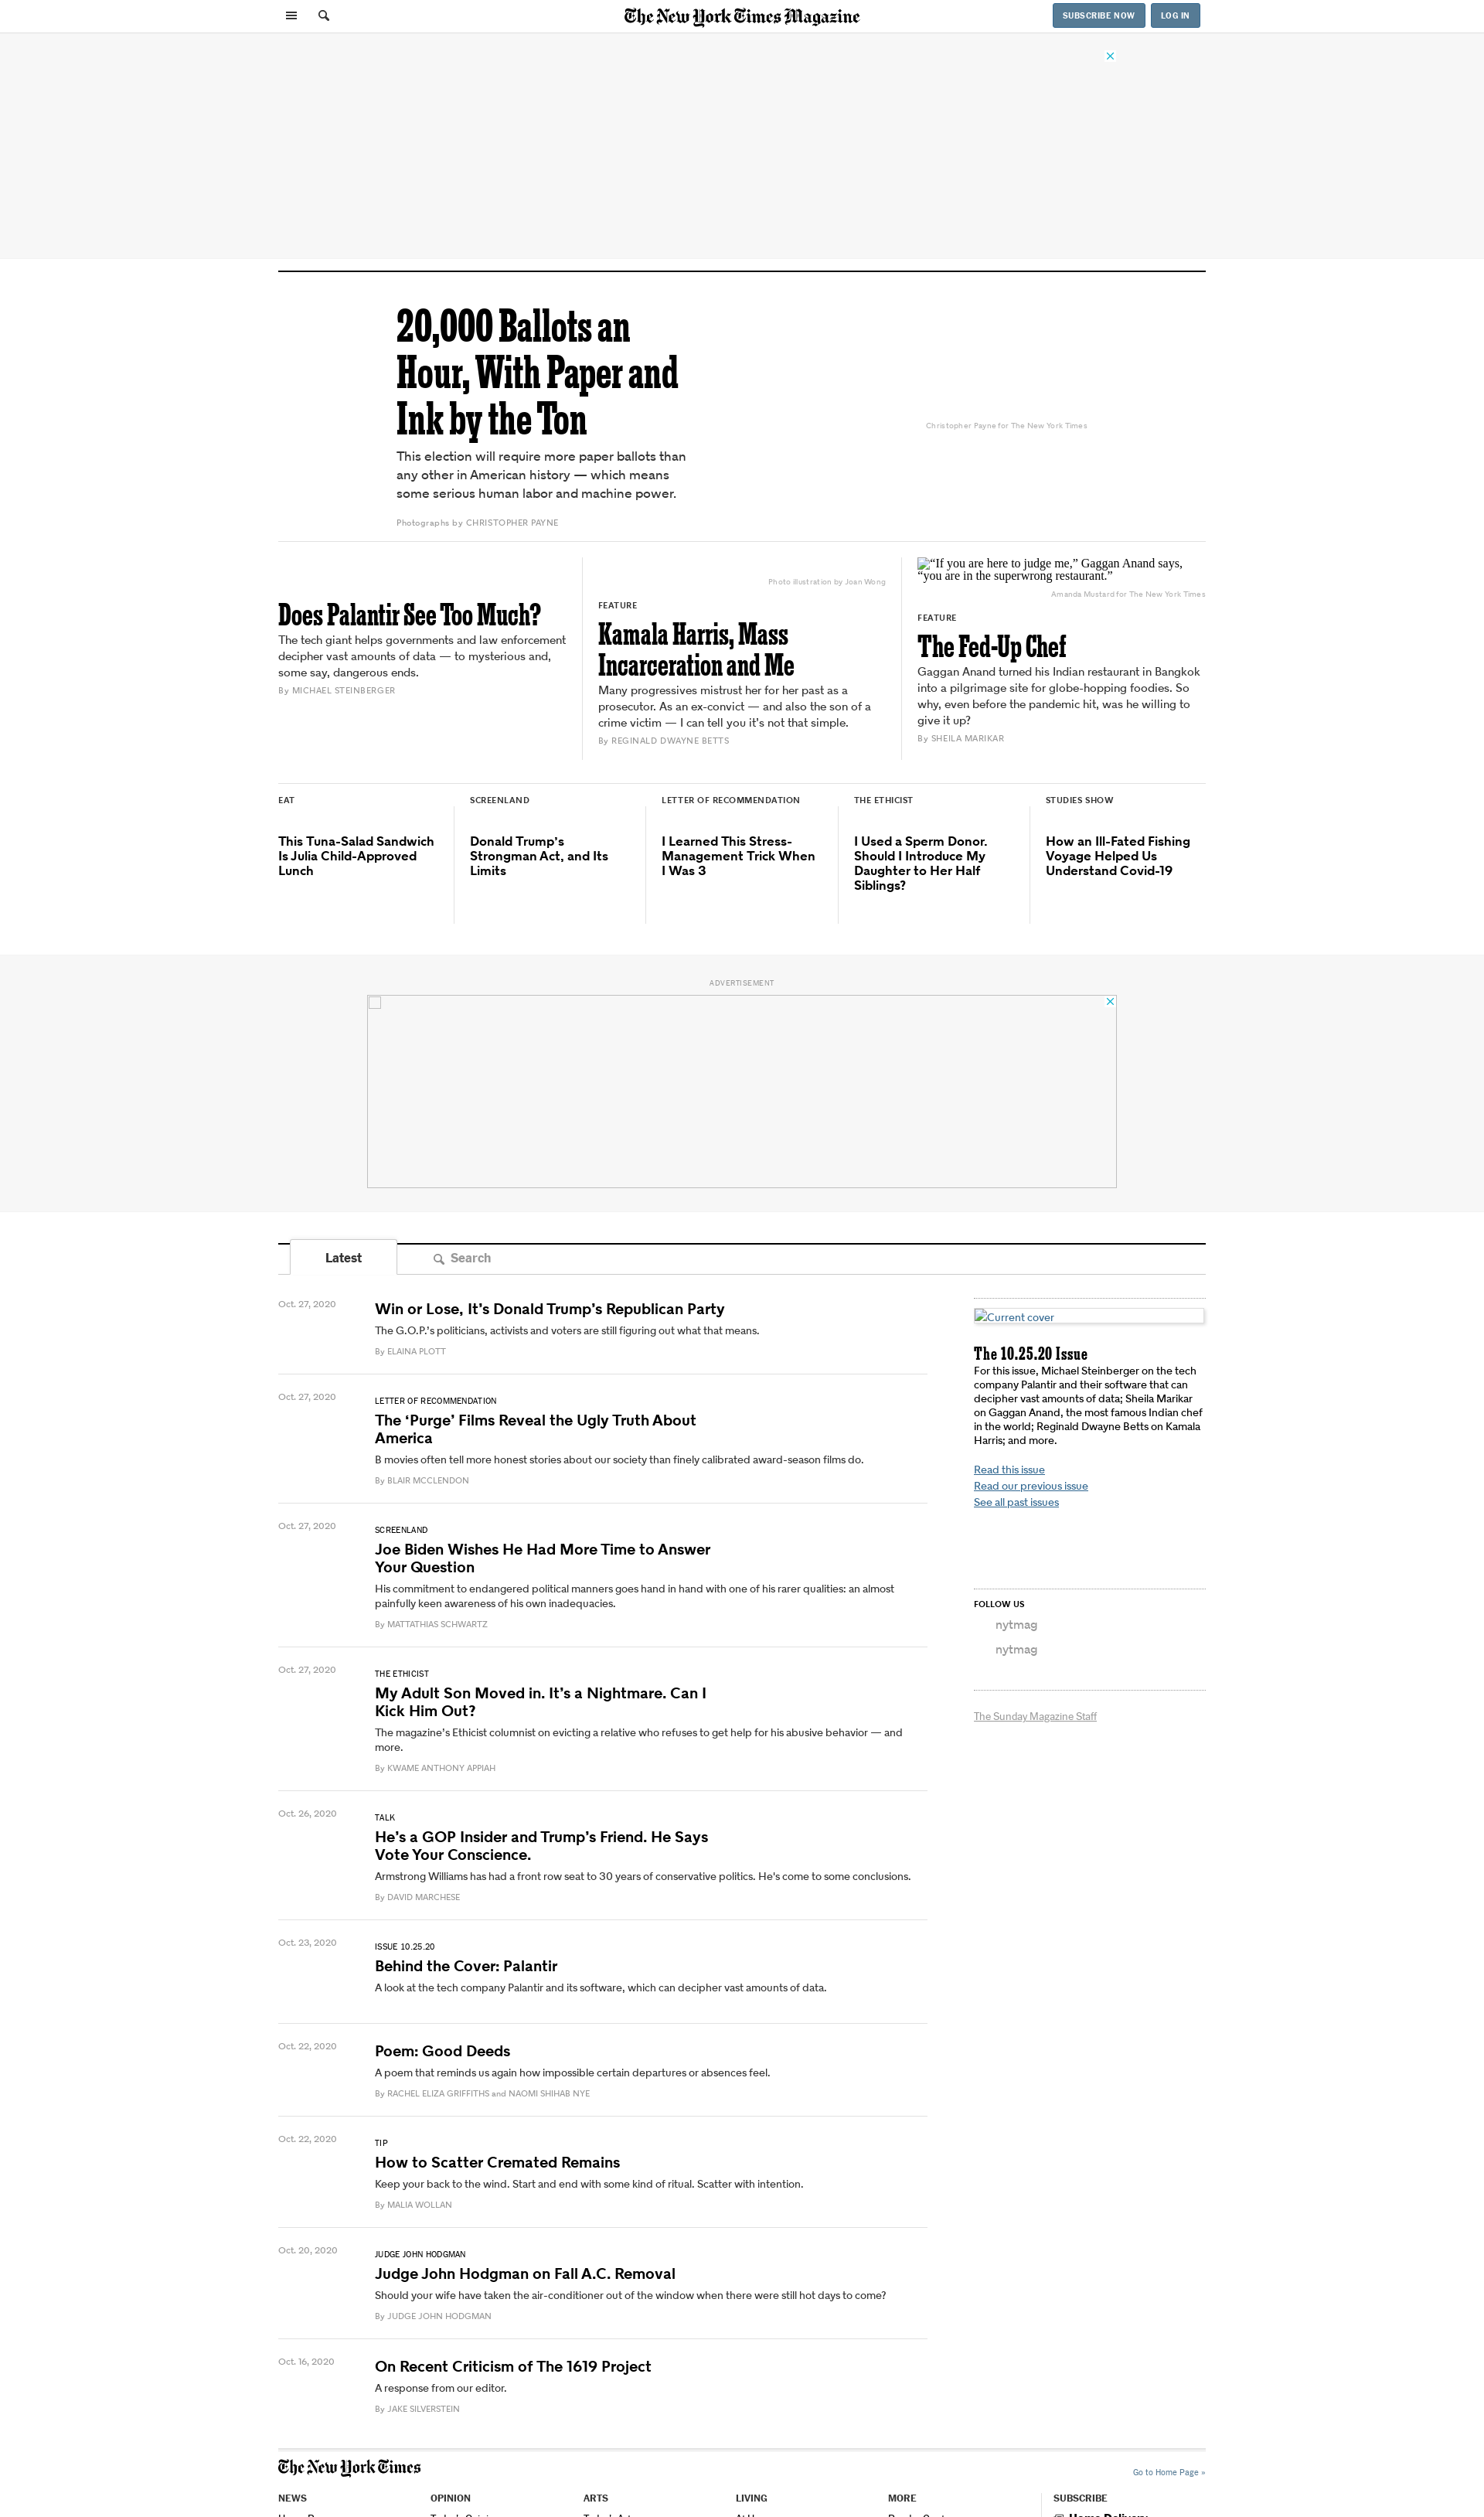 The New York Times Magazine
SUBSCRIBE NOW
LOG IN
20,000 Ballots an
Hour, With Paper and
Ink by the Ton
This election will require more paper ballots than
any other in American history — which means
some serious human labor and machine power.
Photographs by CHRISTOPHER PAYNE
Christopher Payne for The New York Times
Does Palantir See Too Much?
The tech giant helps governments and law enforcement
decipher vast amounts of data — to mysterious and,
some say, dangerous ends.
By MICHAEL STEINBERGER
Photo illustration by Joan Wong
FEATURE
Kamala Harris, Mass
Incarceration and Me
Many progressives mistrust her for her past as a
prosecutor. As an ex-convict — and also the son of a
crime victim — I can tell you it’s not that simple.
By REGINALD DWAYNE BETTS
“If you are here to judge me,” Gaggan Anand says,
“you are in the superwrong restaurant.”
Amanda Mustard for The New York Times
FEATURE
The Fed-Up Chef
Gaggan Anand turned his Indian restaurant in Bangkok
into a pilgrimage site for globe-hopping foodies. So
why, even before the pandemic hit, was he willing to
give it up?
By SHEILA MARIKAR
EAT
This Tuna-Salad Sandwich
Is Julia Child-Approved
Lunch
SCREENLAND
Donald Trump’s
Strongman Act, and Its
Limits
LETTER OF RECOMMENDATION
I Learned This Stress-
Management Trick When
I Was 3
THE ETHICIST
I Used a Sperm Donor.
Should I Introduce My
Daughter to Her Half
Siblings?
STUDIES SHOW
How an Ill-Fated Fishing
Voyage Helped Us
Understand Covid-19
ADVERTISEMENT
Latest
Search
Oct. 27, 2020
Win or Lose, It’s Donald Trump’s Republican Party
The G.O.P.’s politicians, activists and voters are still figuring out what that means.
By ELAINA PLOTT
Oct. 27, 2020
LETTER OF RECOMMENDATION
The ‘Purge’ Films Reveal the Ugly Truth About
America
B movies often tell more honest stories about our society than finely calibrated award-season films do.
By BLAIR MCCLENDON
Oct. 27, 2020
SCREENLAND
Joe Biden Wishes He Had More Time to Answer
Your Question
His commitment to endangered political manners goes hand in hand with one of his rarer qualities: an almost
painfully keen awareness of his own inadequacies.
By MATTATHIAS SCHWARTZ
Oct. 27, 2020
THE ETHICIST
My Adult Son Moved in. It’s a Nightmare. Can I
Kick Him Out?
The magazine’s Ethicist columnist on evicting a relative who refuses to get help for his abusive behavior — and
more.
By KWAME ANTHONY APPIAH
Oct. 26, 2020
TALK
He’s a GOP Insider and Trump’s Friend. He Says
Vote Your Conscience.
Armstrong Williams has had a front row seat to 30 years of conservative politics. He's come to some conclusions.
By DAVID MARCHESE
Oct. 23, 2020
ISSUE 10.25.20
Behind the Cover: Palantir
A look at the tech company Palantir and its software, which can decipher vast amounts of data.
Oct. 22, 2020
Poem: Good Deeds
A poem that reminds us again how impossible certain departures or absences feel.
By RACHEL ELIZA GRIFFITHS and NAOMI SHIHAB NYE
Oct. 22, 2020
TIP
How to Scatter Cremated Remains
Keep your back to the wind. Start and end with some kind of ritual. Scatter with intention.
By MALIA WOLLAN
Oct. 20, 2020
JUDGE JOHN HODGMAN
Judge John Hodgman on Fall A.C. Removal
Should your wife have taken the air-conditioner out of the window when there were still hot days to come?
By JUDGE JOHN HODGMAN
Oct. 16, 2020
On Recent Criticism of The 1619 Project
A response from our editor.
By JAKE SILVERSTEIN
Current cover
The 10.25.20 Issue
For this issue, Michael Steinberger on the tech
company Palantir and their software that can
decipher vast amounts of data; Sheila Marikar
on Gaggan Anand, the most famous Indian chef
in the world; Reginald Dwayne Betts on Kamala
Harris; and more.
Read this issue
Read our previous issue
See all past issues
FOLLOW US
nytmag
nytmag
The Sunday Magazine Staff
The New York Times
Go to Home Page »
NEWS
OPINION
ARTS
LIVING
MORE
SUBSCRIBE